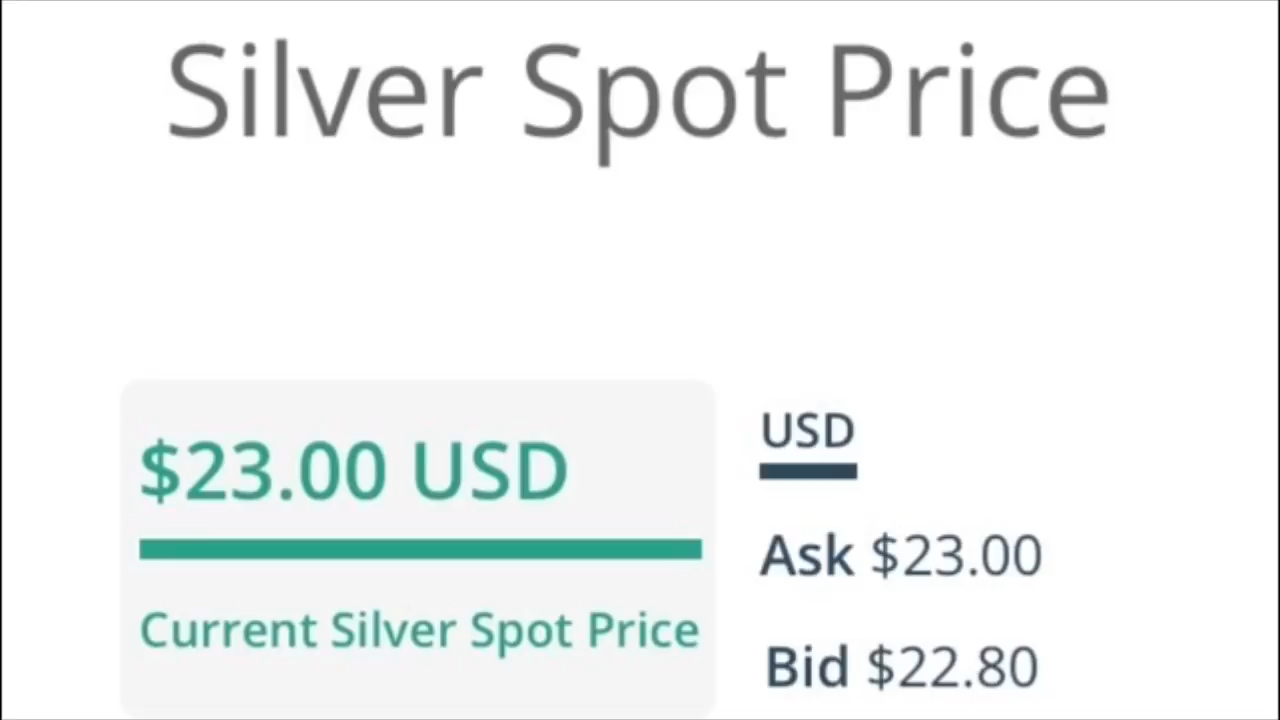 Silver Spot Price
$23.00 USD
Current Silver Spot Price
USD
Ask $23.00
Bid $22.80